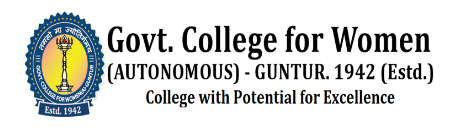 Govt. College for Women
(AUTONOMOUS) - GUNTUR. 1942 (Estd.)
College with Potential for Excellence
Estd. 1942